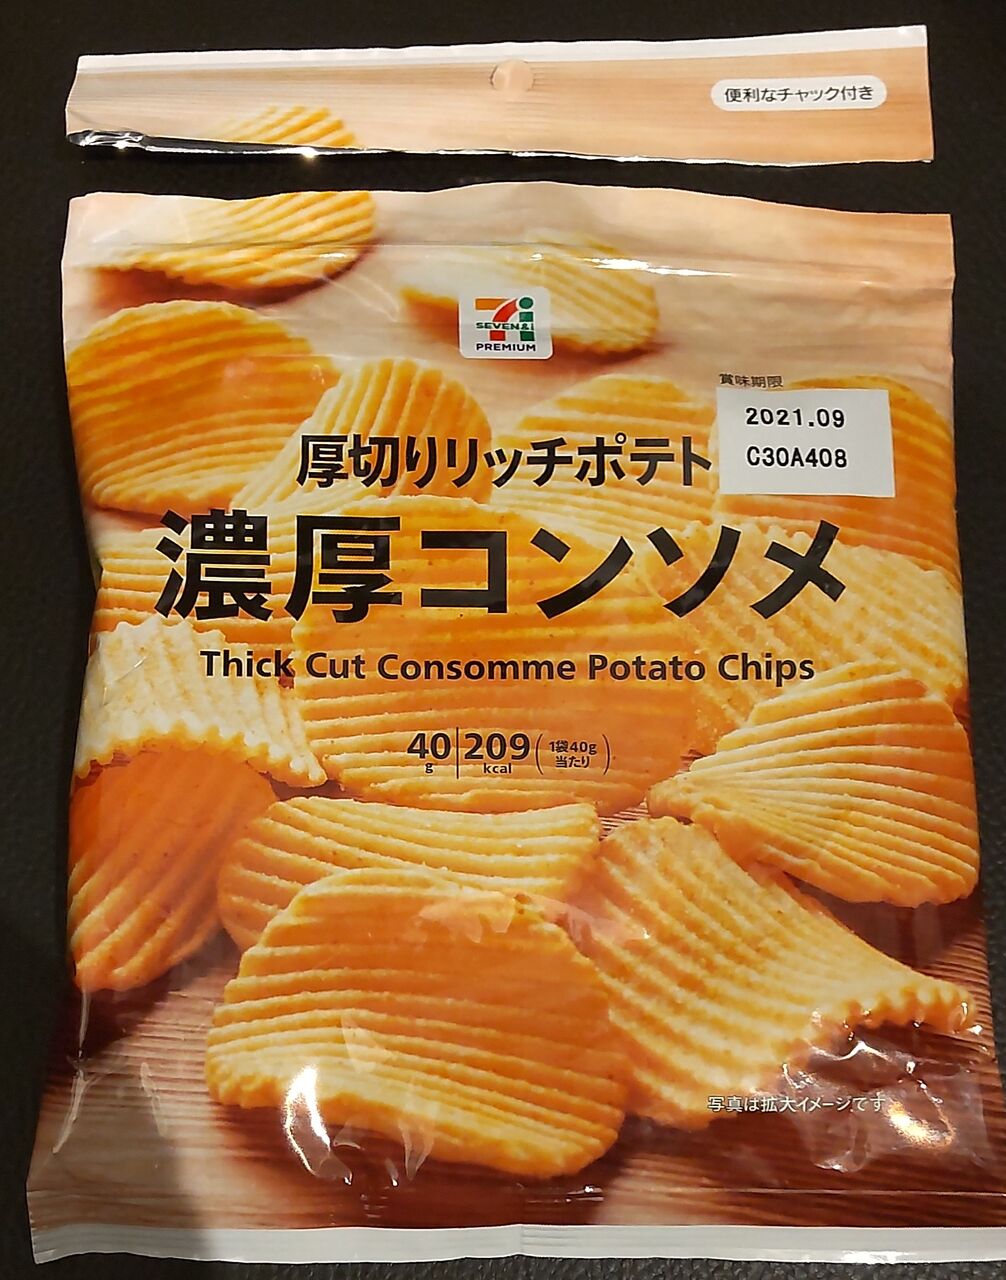 便利なチャック付き
SEVEN&i
PREMIUM
賞味期限
2021.09
C30A408
厚切りリッチポテト
濃厚コンソメ
Thick Cut Consomme Potato Chips
40g 209kcal (1袋40g当たり)
写真は拡大イメージです